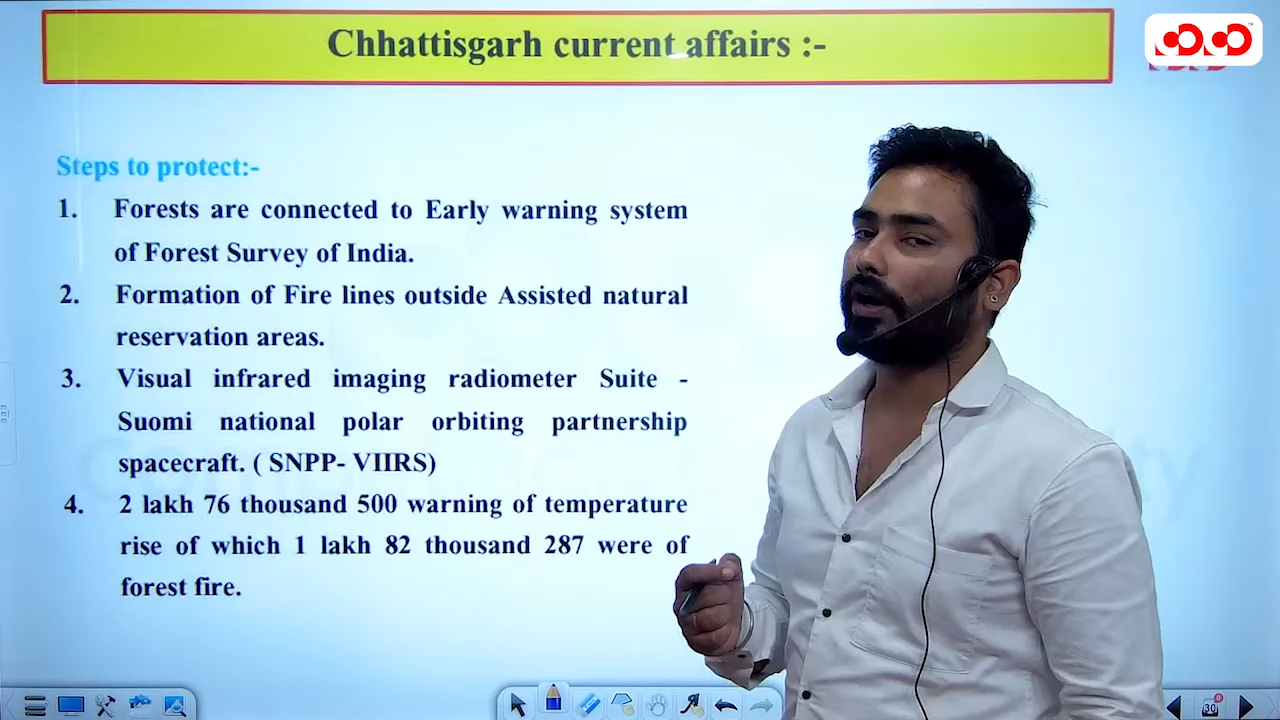 Chhattisgarh current affairs :-
Steps to protect:-
1. Forests are connected to Early warning system
of Forest Survey of India.
2. Formation of Fire lines outside Assisted natural
reservation areas.
3. Visual infrared imaging radiometer Suite -
Suomi national polar orbiting partnership
spacecraft. ( SNPP- VIIRS)
4. 2 lakh 76 thousand 500 warning of temperature
rise of which 1 lakh 82 thousand 287 were of
forest fire.
30